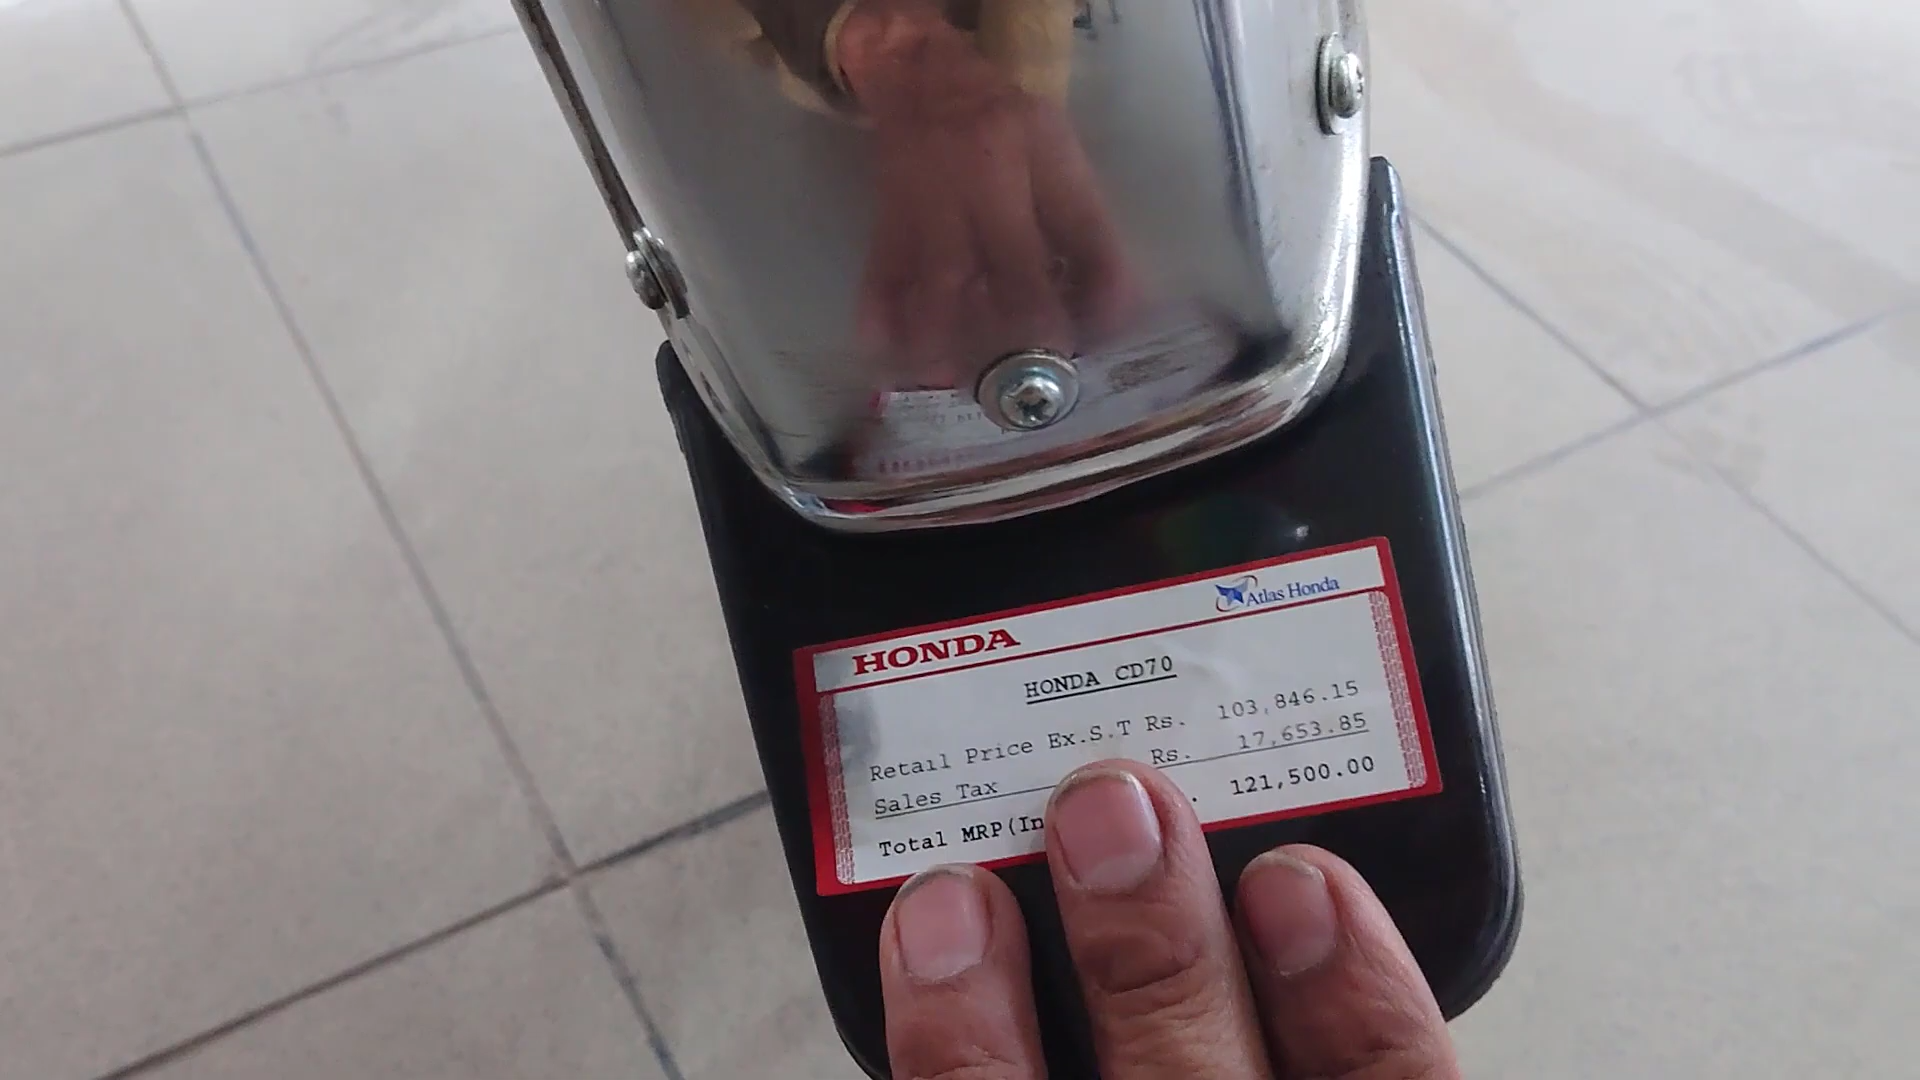 Atlas Honda
HONDA
HONDA CD70
Retail Price Ex.S.T Rs. 103,846.15
Sales Tax Rs. 17,653.85
Total MRP(In . 121,500.00